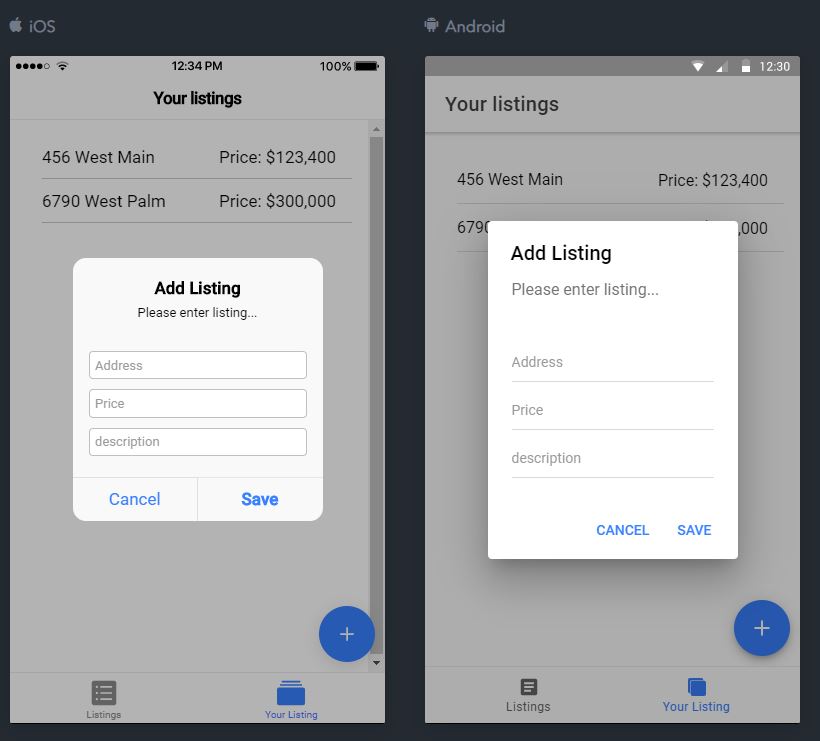 iOS
12:34 PM
100%
Your listings
456 West Main Price: $123,400
6790 West Palm Price: $300,000
Add Listing
Please enter listing...
Address
Price
description
Cancel Save
Listings Your Listing
Android
12:30
Your listings
456 West Main Price: $123,400
6790 ,000
Add Listing
Please enter listing...
Address
Price
description
CANCEL SAVE
Listings Your Listing